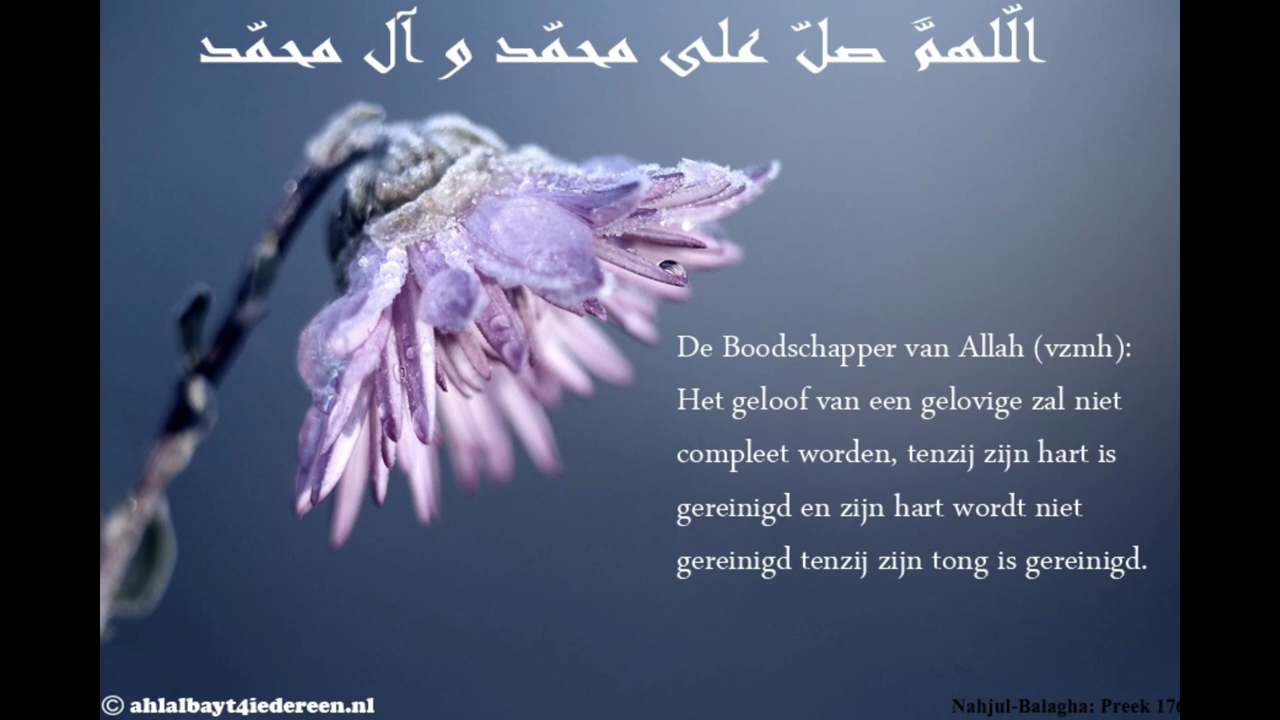 اللّهمَّ صلّ على محمّد و آل محمّد
De Boodschapper van Allah (vzmh):
Het geloof van een gelovige zal niet
compleet worden, tenzij zijn hart is
gereinigd en zijn hart wordt niet
gereinigd tenzij zijn tong is gereinigd.
© ahlalbayt4iedereen.nl
Nahjul-Balagha: Preek 176